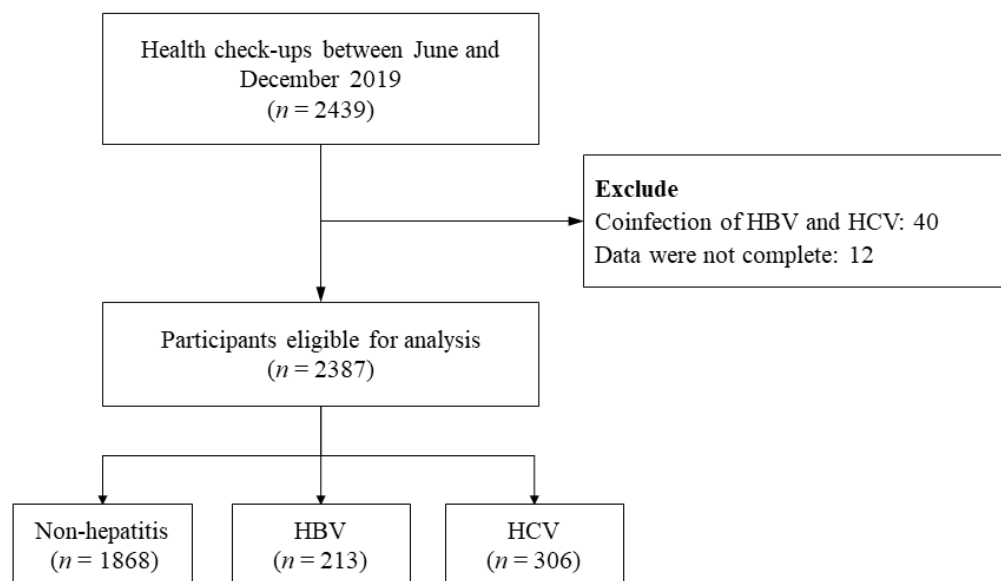 Health check-ups between June and
December 2019
(n = 2439)
Exclude
Coinfection of HBV and HCV: 40
Data were not complete: 12
Participants eligible for analysis
(n = 2387)
Non-hepatitis
(n = 1868)
HBV
(n = 213)
HCV
(n = 306)